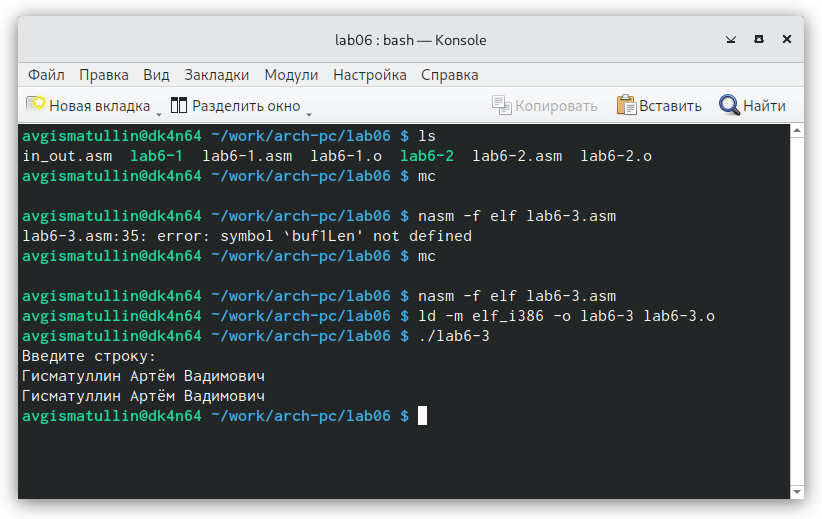 lab06 : bash — Konsole
Файл Правка Вид Закладки Модули Настройка Справка
Новая вкладка Разделить окно Копировать Вставить Найти
avgismatullin@dk4n64 ~/work/arch-pc/lab06 $ ls
in_out.asm lab6-1 lab6-1.asm lab6-1.o lab6-2 lab6-2.asm lab6-2.o
avgismatullin@dk4n64 ~/work/arch-pc/lab06 $ mc
avgismatullin@dk4n64 ~/work/arch-pc/lab06 $ nasm -f elf lab6-3.asm
lab6-3.asm:35: error: symbol `buf1Len' not defined
avgismatullin@dk4n64 ~/work/arch-pc/lab06 $ mc
avgismatullin@dk4n64 ~/work/arch-pc/lab06 $ nasm -f elf lab6-3.asm
avgismatullin@dk4n64 ~/work/arch-pc/lab06 $ ld -m elf_i386 -o lab6-3 lab6-3.o
avgismatullin@dk4n64 ~/work/arch-pc/lab06 $ ./lab6-3
Введите строку:
Гисматуллин Артём Вадимович
Гисматуллин Артём Вадимович
avgismatullin@dk4n64 ~/work/arch-pc/lab06 $